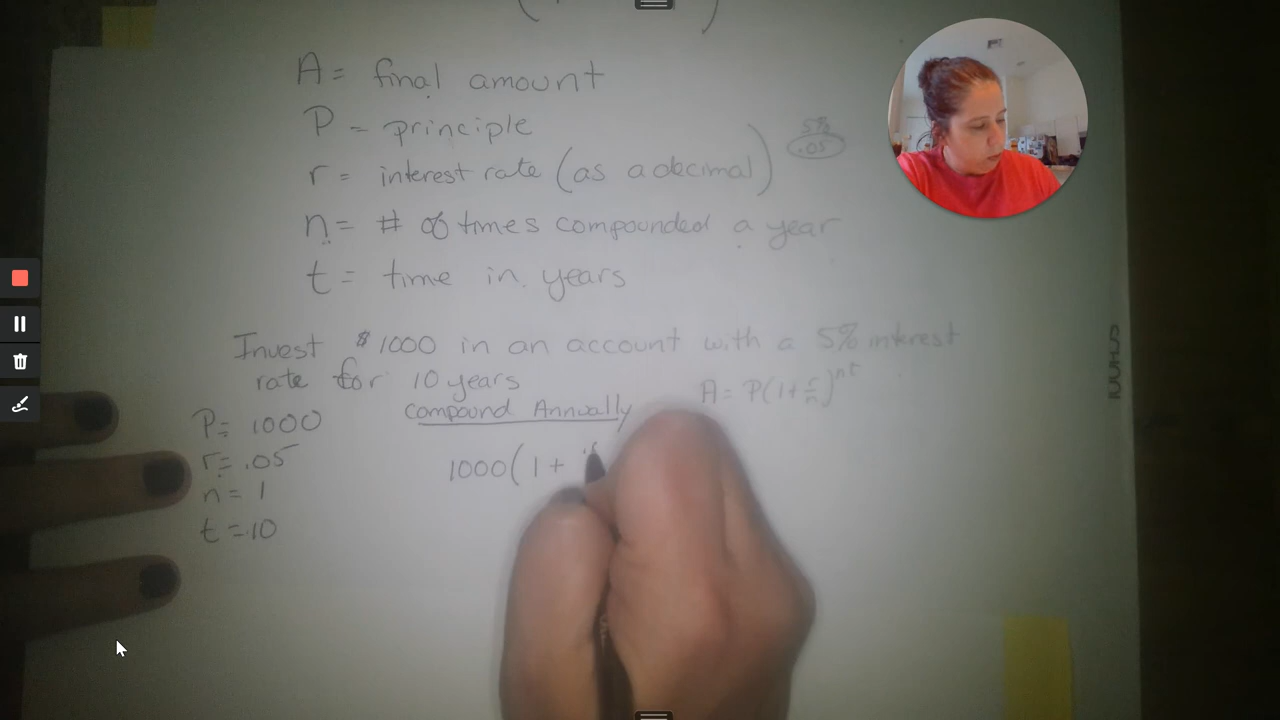 A = final amount
P = principle
r = interest rate (as a decimal)
5%
.05
n = # of times compounded a year
t = time in years
Invest $1000 in an account with a 5% interest
rate for 10 years
Compound Annually
A = P(1 + r/n)^nt
P = 1000
r = .05
n = 1
t = 10
1000(1 +